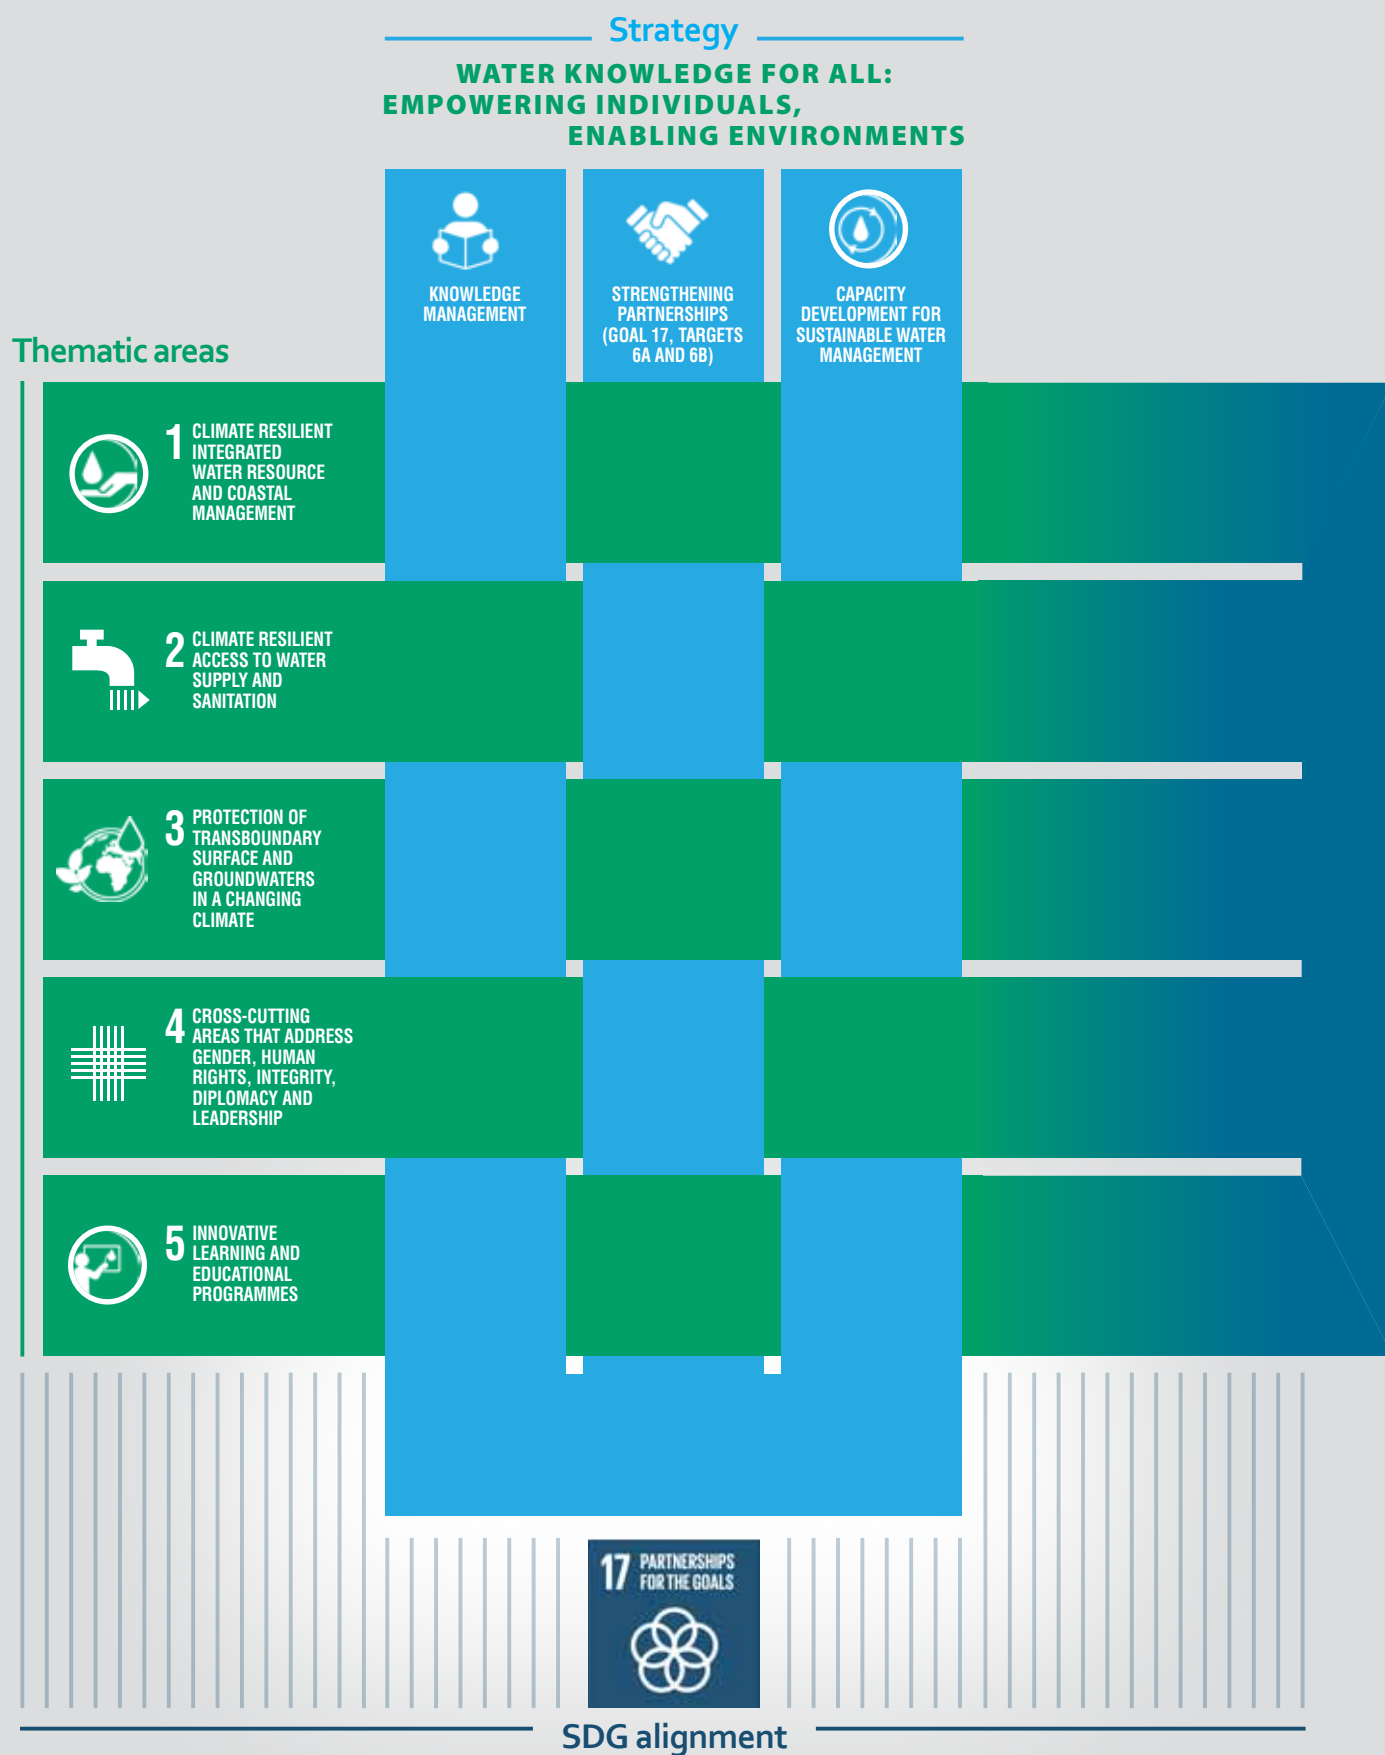 Strategy
WATER KNOWLEDGE FOR ALL:
EMPOWERING INDIVIDUALS,
ENABLING ENVIRONMENTS
KNOWLEDGE
MANAGEMENT
STRENGTHENING
PARTNERSHIPS
(GOAL 17, TARGETS
6A AND 6B)
CAPACITY
DEVELOPMENT FOR
SUSTAINABLE WATER
MANAGEMENT
Thematic areas
1 CLIMATE RESILIENT
INTEGRATED
WATER RESOURCE
AND COASTAL
MANAGEMENT
2 CLIMATE RESILIENT
ACCESS TO WATER
SUPPLY AND
SANITATION
3 PROTECTION OF
TRANSBOUNDARY
SURFACE AND
GROUNDWATERS
IN A CHANGING
CLIMATE
4 CROSS-CUTTING
AREAS THAT ADDRESS
GENDER, HUMAN
RIGHTS, INTEGRITY,
DIPLOMACY AND
LEADERSHIP
5 INNOVATIVE
LEARNING AND
EDUCATIONAL
PROGRAMMES
17 PARTNERSHIPS
FOR THE GOALS
SDG alignment